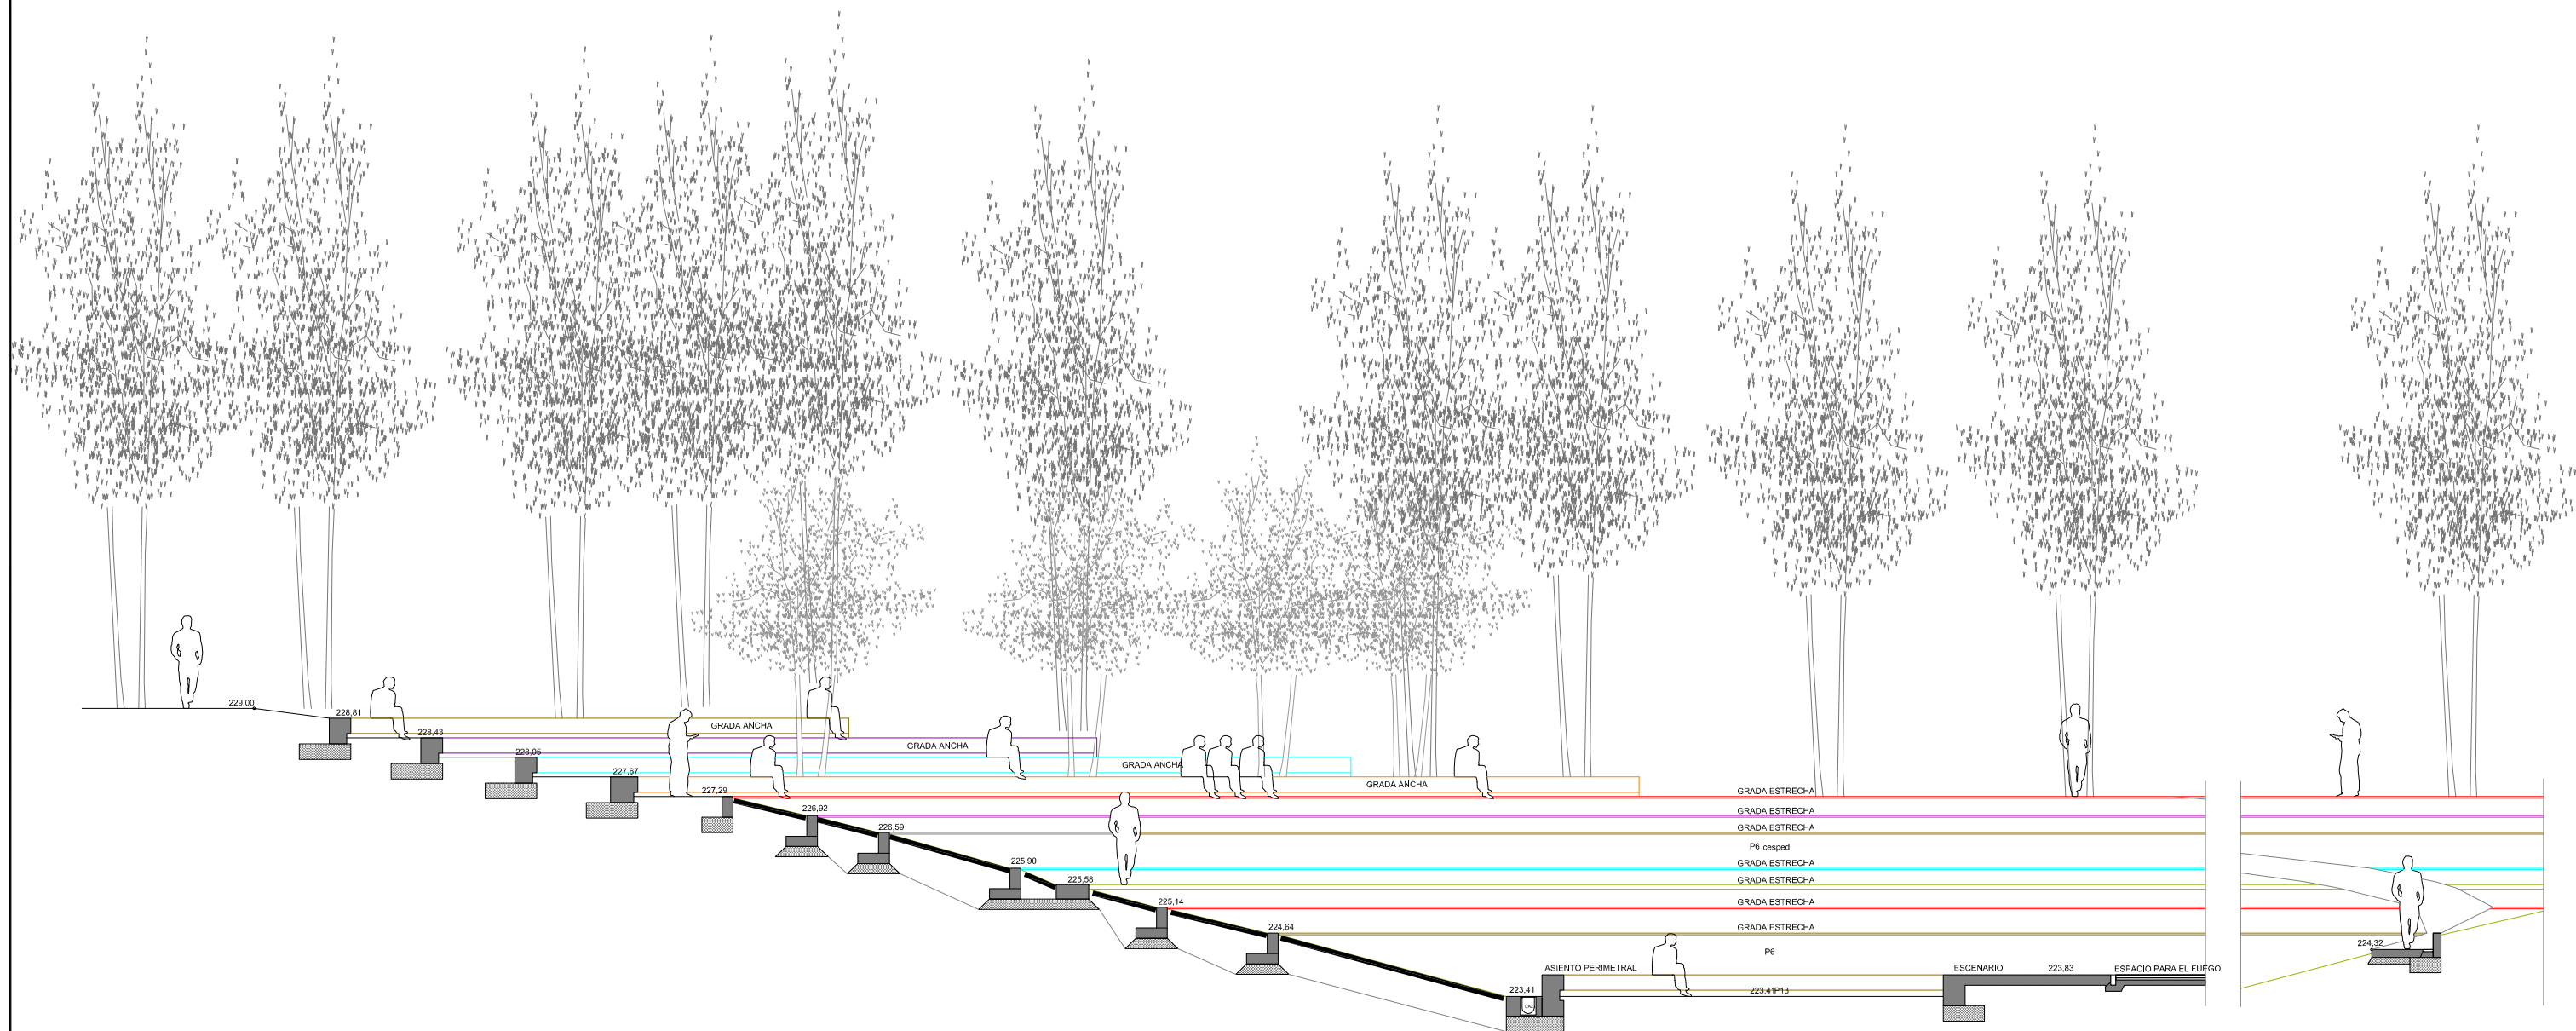 229,00
228,81
GRADA ANCHA
228,43
GRADA ANCHA
228,05
GRADA ANCHA
227,67
GRADA ANCHA
227,29
GRADA ESTRECHA
226,92
GRADA ESTRECHA
226,59
GRADA ESTRECHA
P6 cesped
225,90
GRADA ESTRECHA
225,58
GRADA ESTRECHA
225,14
GRADA ESTRECHA
224,64
GRADA ESTRECHA
224,32
P6
ASIENTO PERIMETRAL
ESCENARIO
223,83
ESPACIO PARA EL FUEGO
223,41
223,41P13